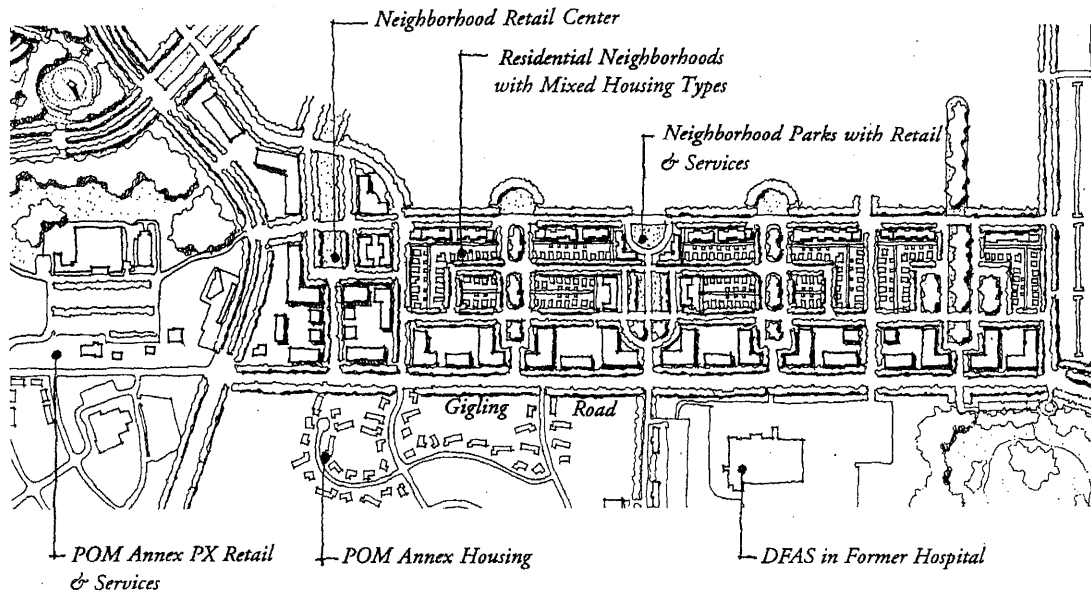 Neighborhood Retail Center
Residential Neighborhoods
with Mixed Housing Types
Neighborhood Parks with Retail
& Services
Gigling Road
POM Annex PX Retail
& Services
POM Annex Housing
DFAS in Former Hospital